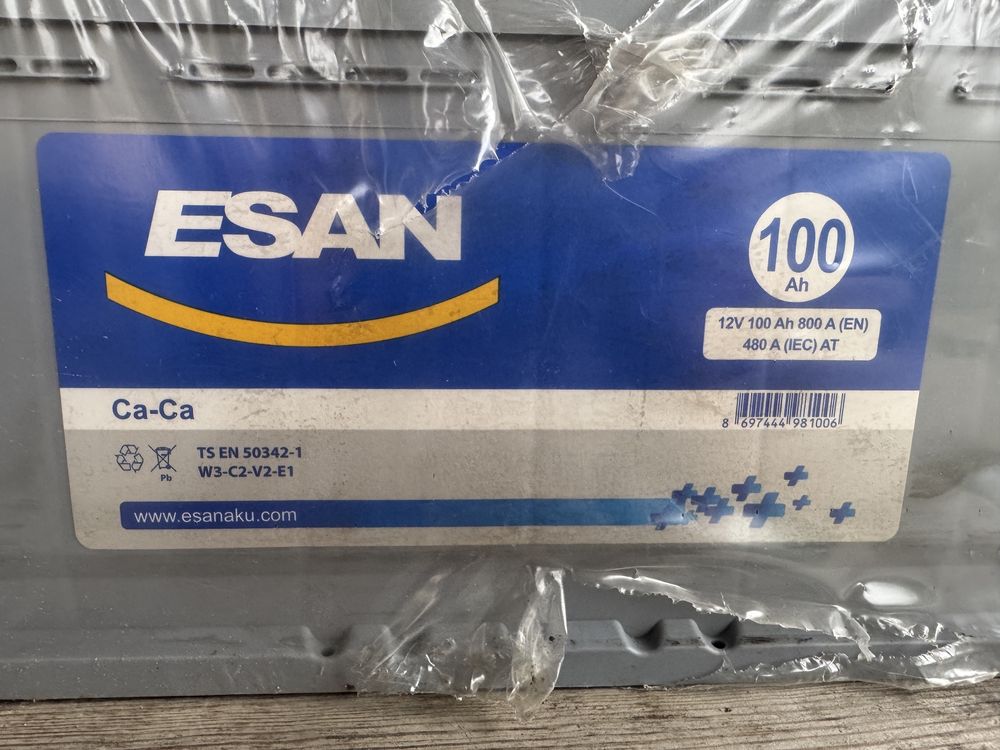 ESAN
100
Ah
12V 100 Ah 800 A (EN)
480 A (IEC) AT
Ca-Ca
8 697444 981006
TS EN 50342-1
W3-C2-V2-E1
Pb
www.esanaku.com